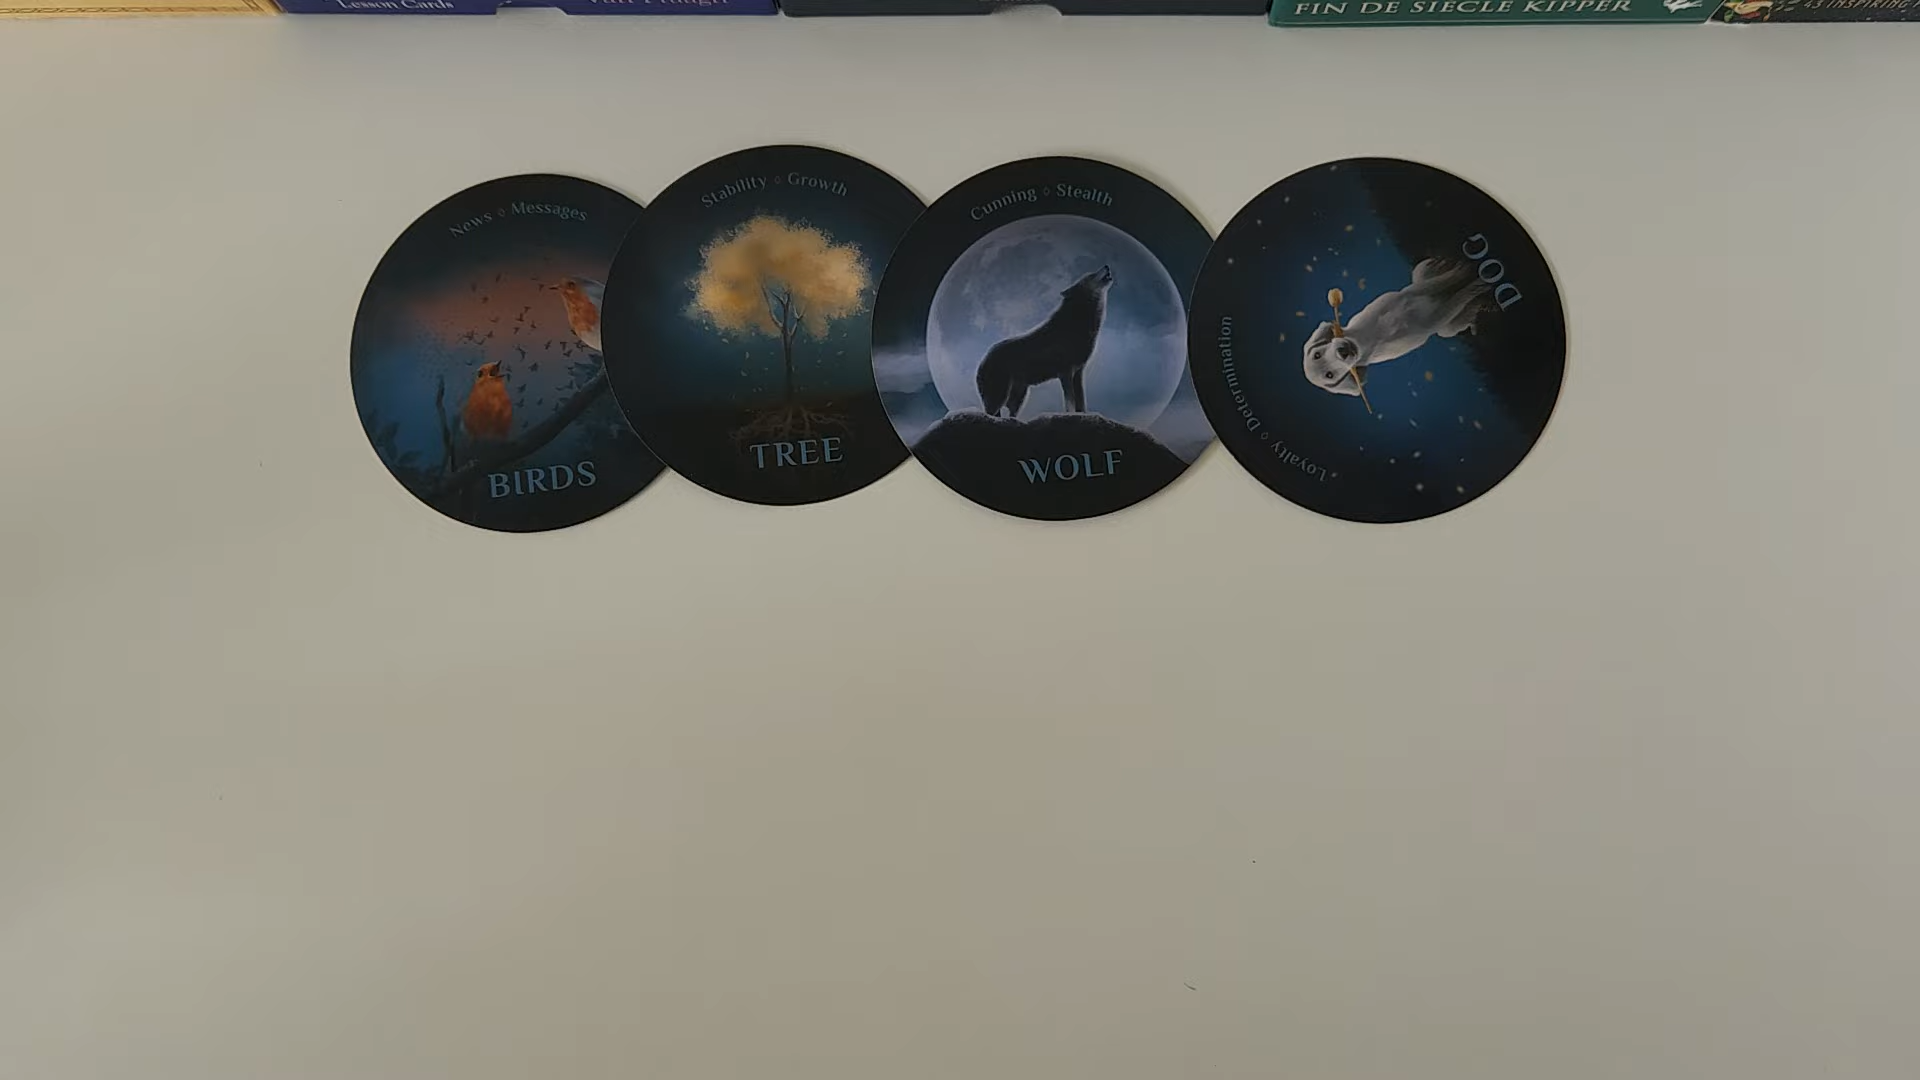 Lesson Cards
FIN DE SIECLE KIPPER
News ◊ Messages
BIRDS
Stability ◊ Growth
TREE
Cunning ◊ Stealth
WOLF
Loyalty ◊ Determination
DOG